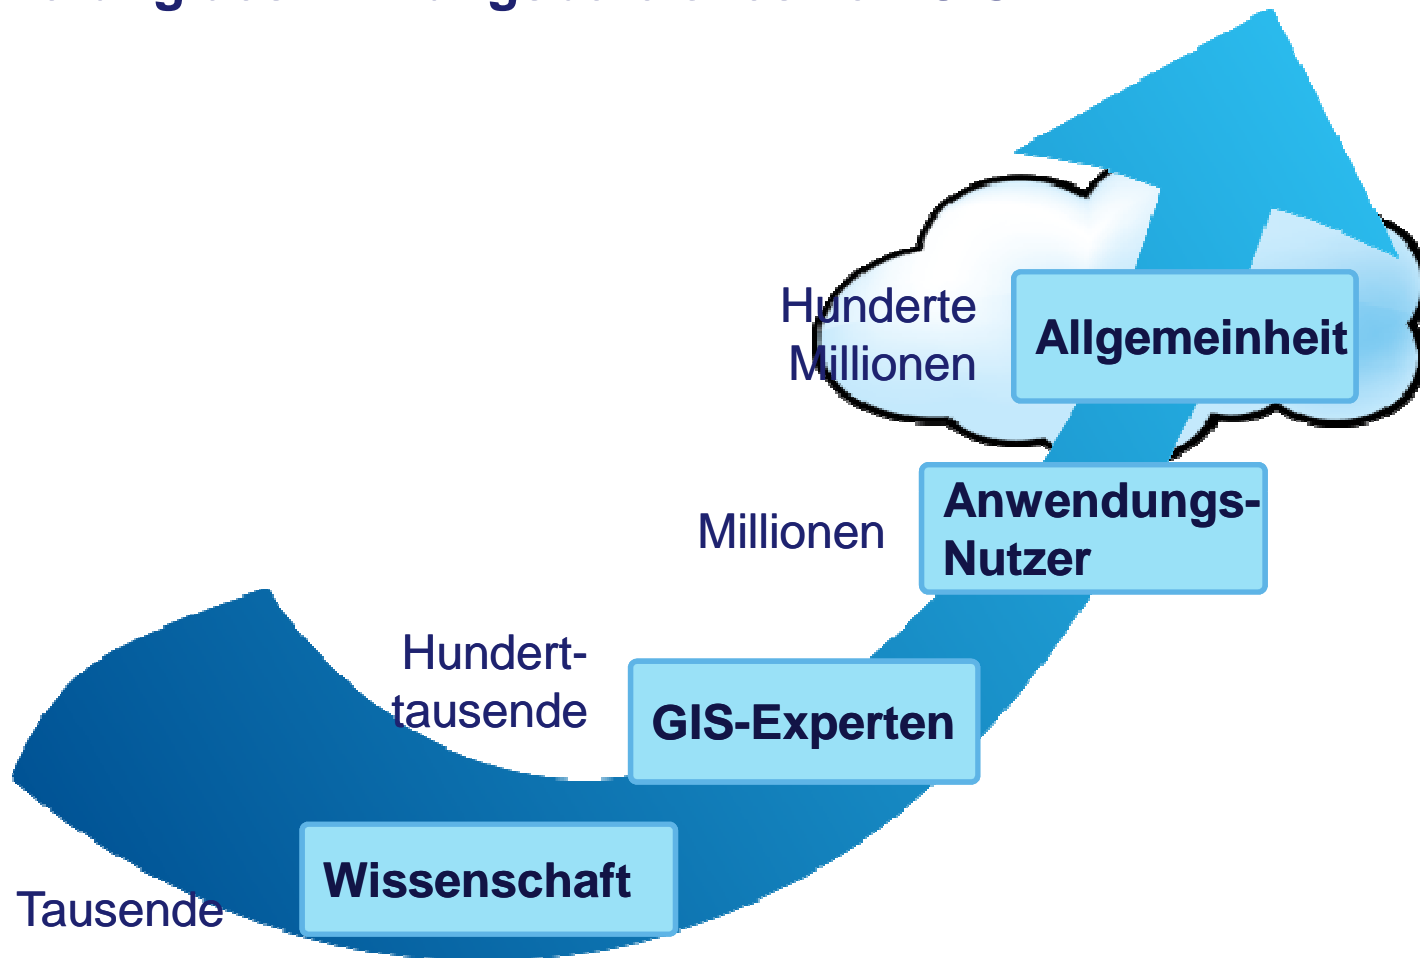 Hunderte
Millionen
Allgemeinheit
Millionen
Anwendungs-
Nutzer
Hundert-
tausende
GIS-Experten
Wissenschaft
Tausende